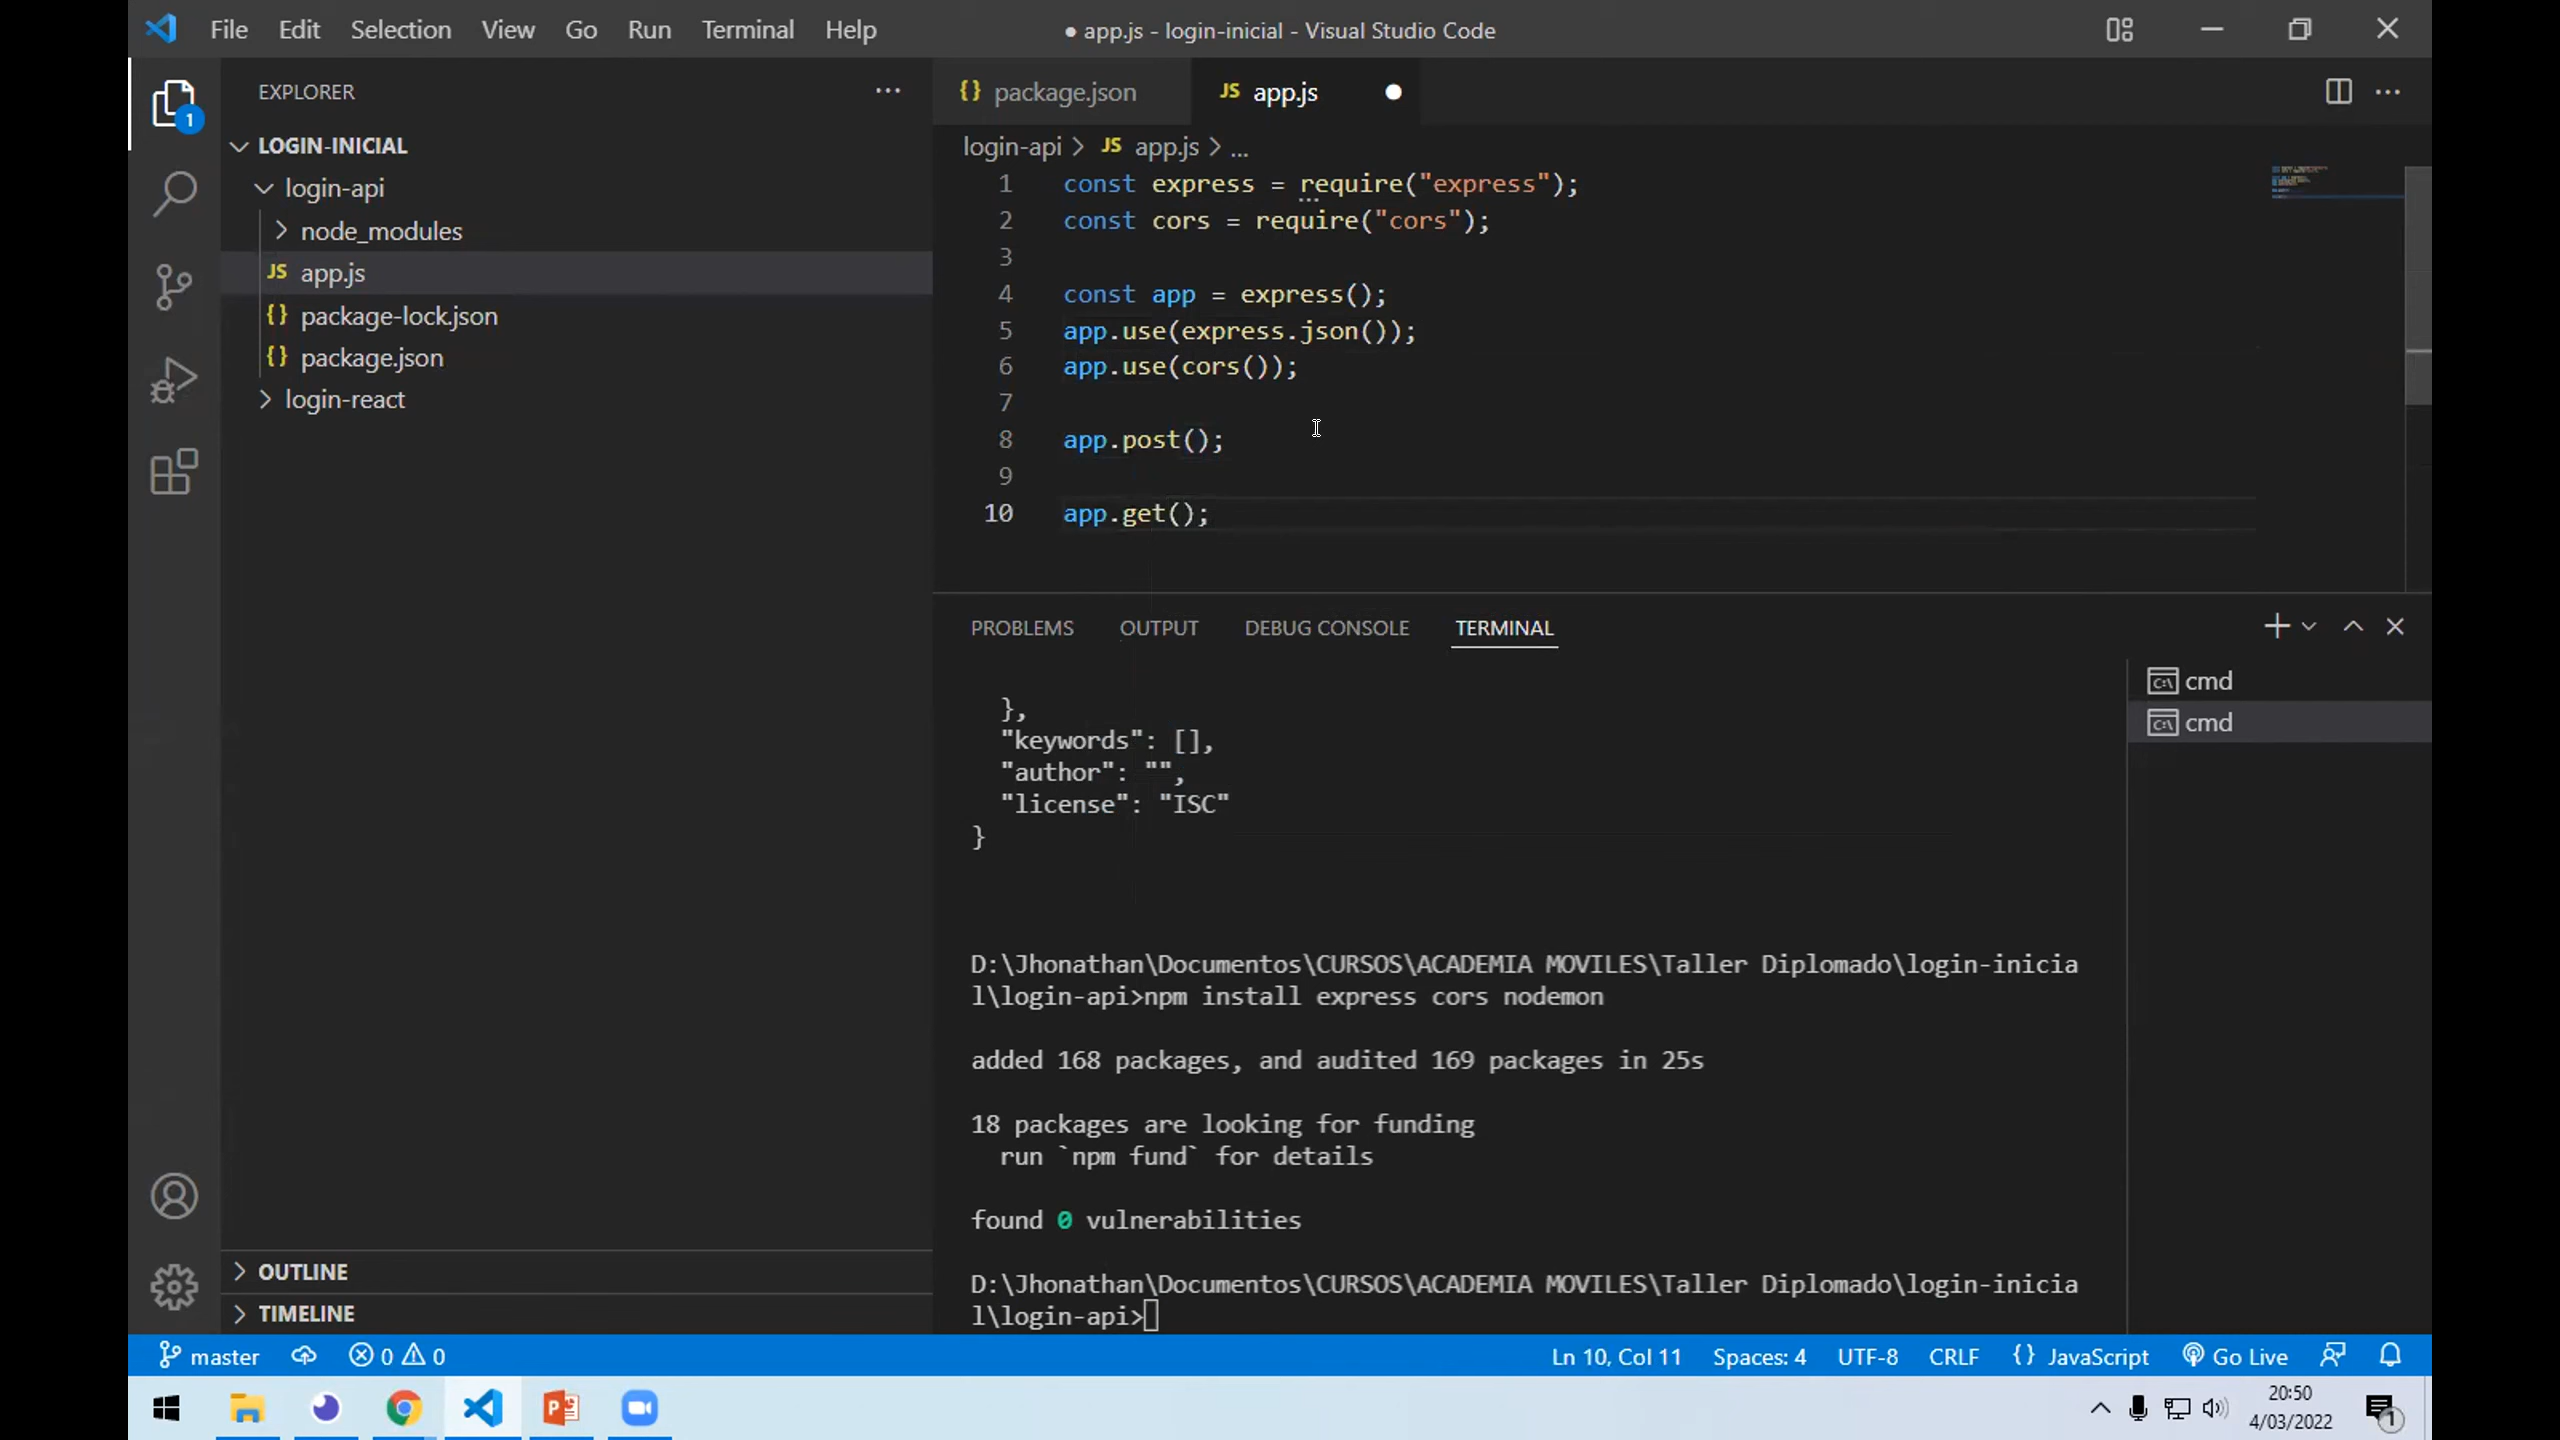 File Edit Selection View Go Run Terminal Help
● app.js - login-inicial - Visual Studio Code
1
EXPLORER
LOGIN-INICIAL
login-api
node_modules
JS app.js
{} package-lock.json
{} package.json
login-react
OUTLINE
TIMELINE
{} package.json
JS app.js
login-api > JS app.js > ...
1 const express = require("express");
2 const cors = require("cors");
3
4 const app = express();
5 app.use(express.json());
6 app.use(cors());
7
8 app.post();
9
10 app.get();
PROBLEMS OUTPUT DEBUG CONSOLE TERMINAL
},
"keywords": [],
"author": "",
"license": "ISC"
}
D:\Jhonathan\Documentos\CURSOS\ACADEMIA MOVILES\Taller Diplomado\login-inicia
l\login-api>npm install express cors nodemon
added 168 packages, and audited 169 packages in 25s
18 packages are looking for funding
run `npm fund` for details
found 0 vulnerabilities
D:\Jhonathan\Documentos\CURSOS\ACADEMIA MOVILES\Taller Diplomado\login-inicia
l\login-api>
cmd
cmd
master 0 0 Ln 10, Col 11 Spaces: 4 UTF-8 CRLF {} JavaScript Go Live
20:50
4/03/2022
1